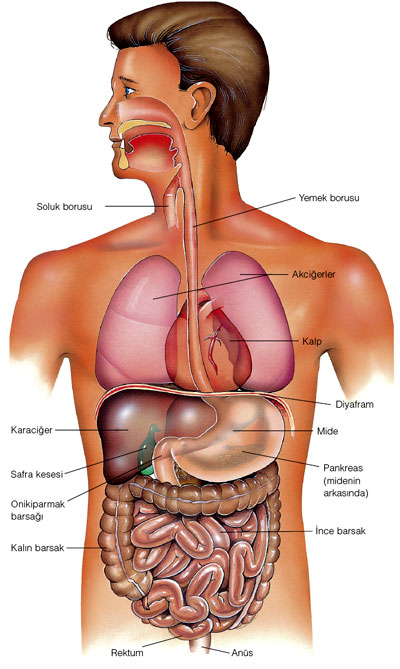 Soluk borusu
Yemek borusu
Akciğerler
Kalp
Diyafram
Karaciğer
Mide
Safra kesesi
Pankreas
(midenin
arkasında)
Onikiparmak
barsağı
İnce barsak
Kalın barsak
Rektum
Anüs